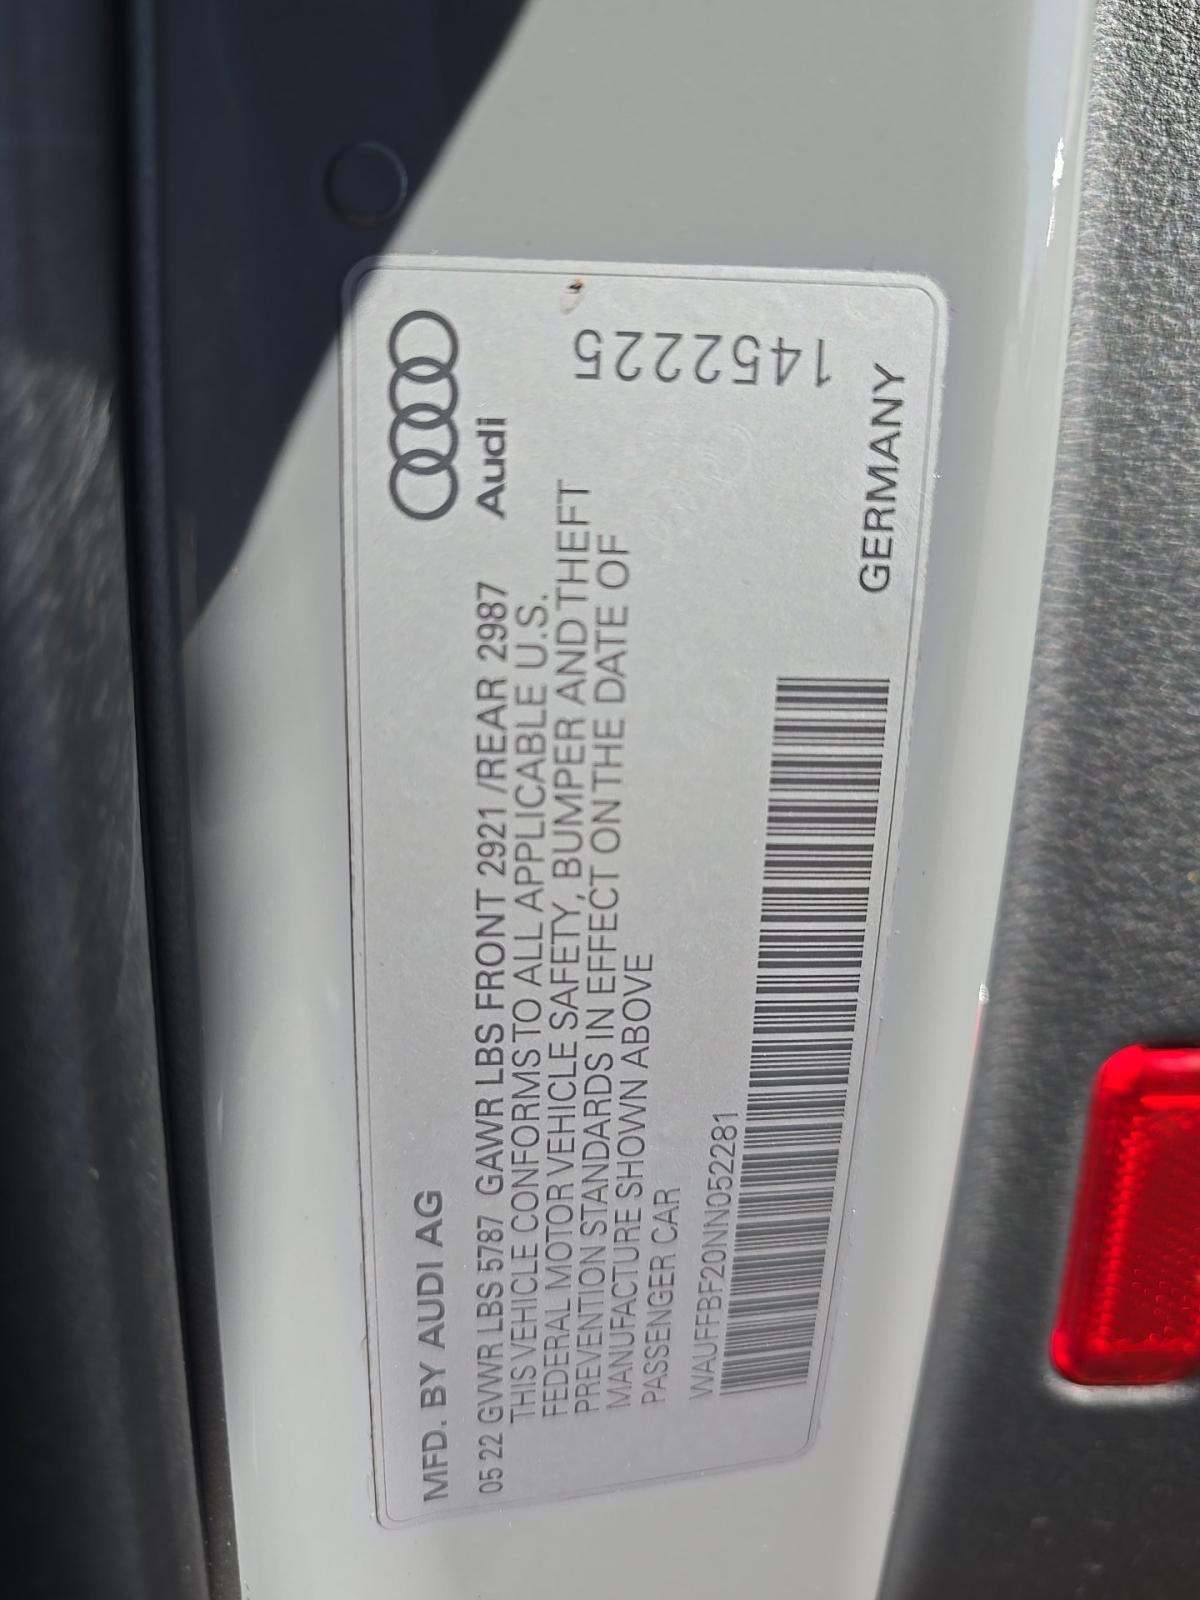 MFD. BY AUDI AG
Audi
05 22 GVWR LBS 5787 GAWR LBS FRONT 2921 /REAR 2987
THIS VEHICLE CONFORMS TO ALL APPLICABLE U.S.
FEDERAL MOTOR VEHICLE SAFETY, BUMPER AND THEFT
PREVENTION STANDARDS IN EFFECT ON THE DATE OF
MANUFACTURE SHOWN ABOVE
PASSENGER CAR
1452225
WAUFFBF20NN052281
GERMANY